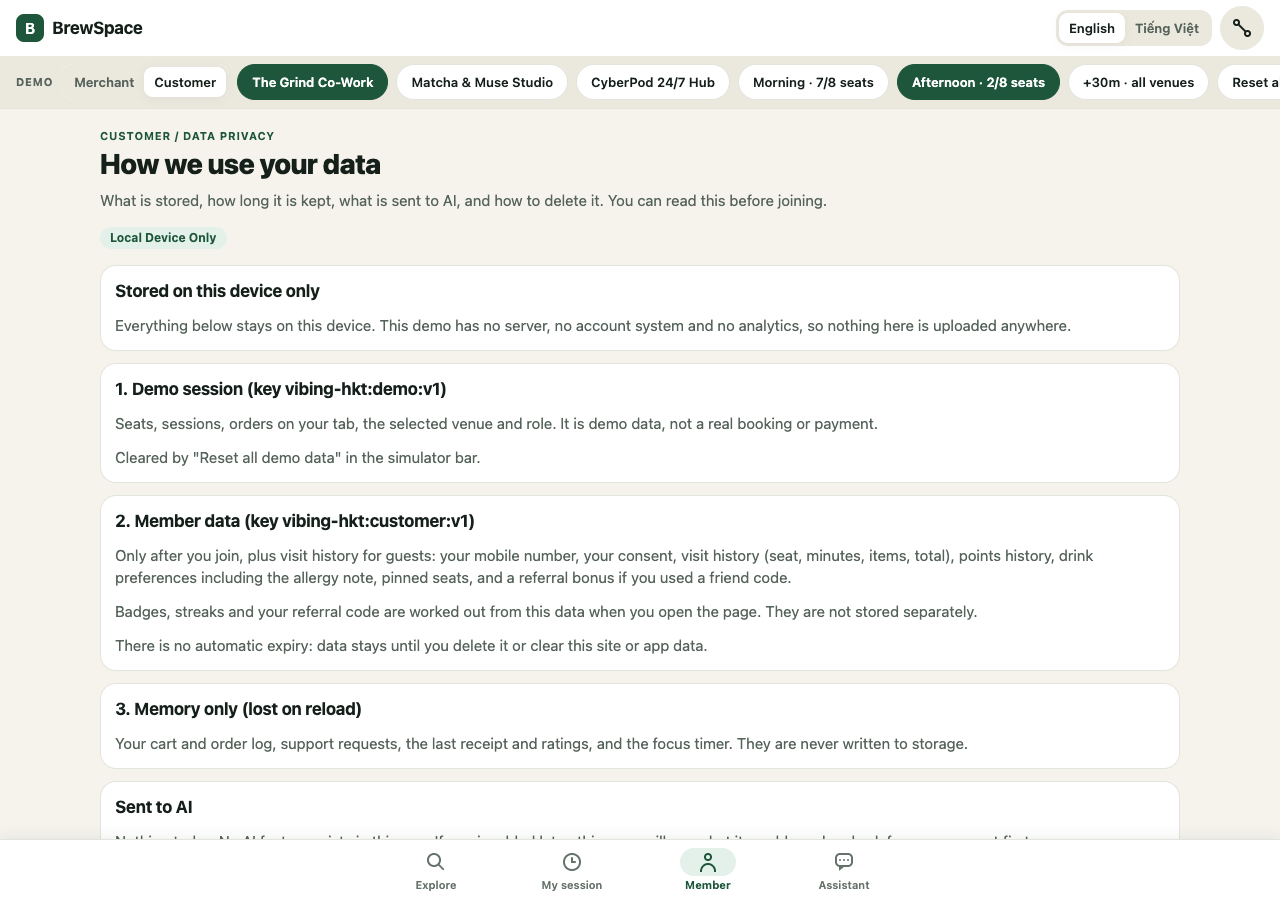 B BrewSpace
English Tiếng Việt
DEMO Merchant Customer The Grind Co-Work Matcha & Muse Studio CyberPod 24/7 Hub Morning · 7/8 seats Afternoon · 2/8 seats +30m · all venues Reset a
CUSTOMER / DATA PRIVACY
How we use your data
What is stored, how long it is kept, what is sent to AI, and how to delete it. You can read this before joining.
Local Device Only
Stored on this device only
Everything below stays on this device. This demo has no server, no account system and no analytics, so nothing here is uploaded anywhere.
1. Demo session (key vibing-hkt:demo:v1)
Seats, sessions, orders on your tab, the selected venue and role. It is demo data, not a real booking or payment.
Cleared by "Reset all demo data" in the simulator bar.
2. Member data (key vibing-hkt:customer:v1)
Only after you join, plus visit history for guests: your mobile number, your consent, visit history (seat, minutes, items, total), points history, drink
preferences including the allergy note, pinned seats, and a referral bonus if you used a friend code.
Badges, streaks and your referral code are worked out from this data when you open the page. They are not stored separately.
There is no automatic expiry: data stays until you delete it or clear this site or app data.
3. Memory only (lost on reload)
Your cart and order log, support requests, the last receipt and ratings, and the focus timer. They are never written to storage.
Sent to AI
Explore My session Member Assistant